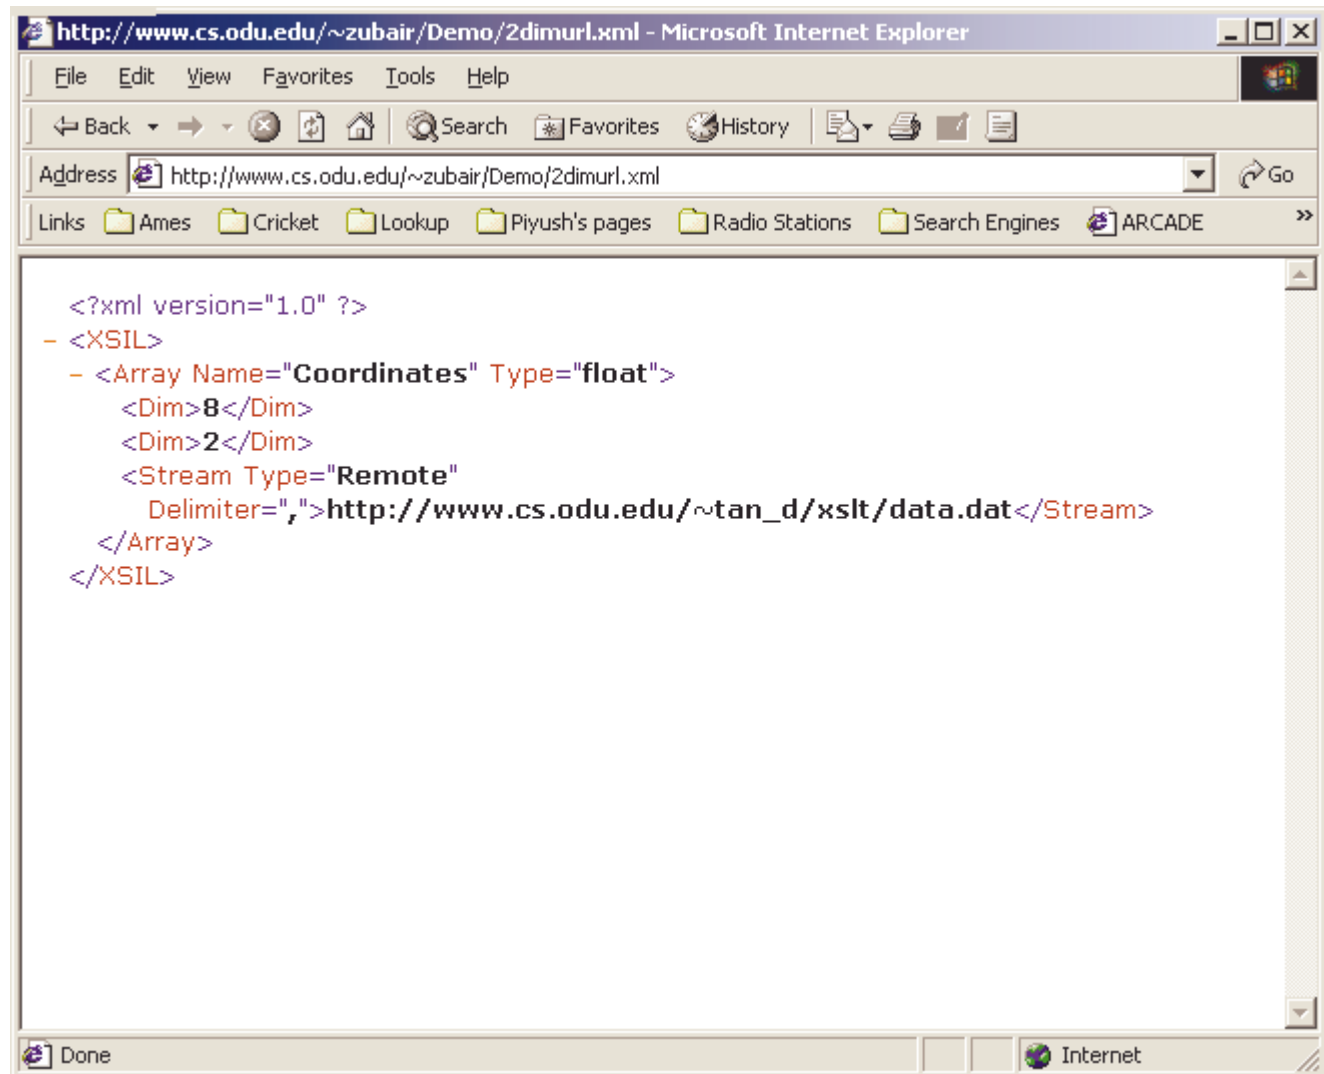 http://www.cs.odu.edu/~zubair/Demo/2dimurl.xml - Microsoft Internet Explorer
File Edit View Favorites Tools Help
Back Search Favorites History
Address http://www.cs.odu.edu/~zubair/Demo/2dimurl.xml Go
Links Ames Cricket Lookup Piyush's pages Radio Stations Search Engines ARCADE »
<?xml version="1.0" ?>
- <XSIL>
- <Array Name="Coordinates" Type="float">
<Dim>8</Dim>
<Dim>2</Dim>
<Stream Type="Remote"
Delimiter=",">http://www.cs.odu.edu/~tan_d/xslt/data.dat</Stream>
</Array>
</XSIL>
Done Internet